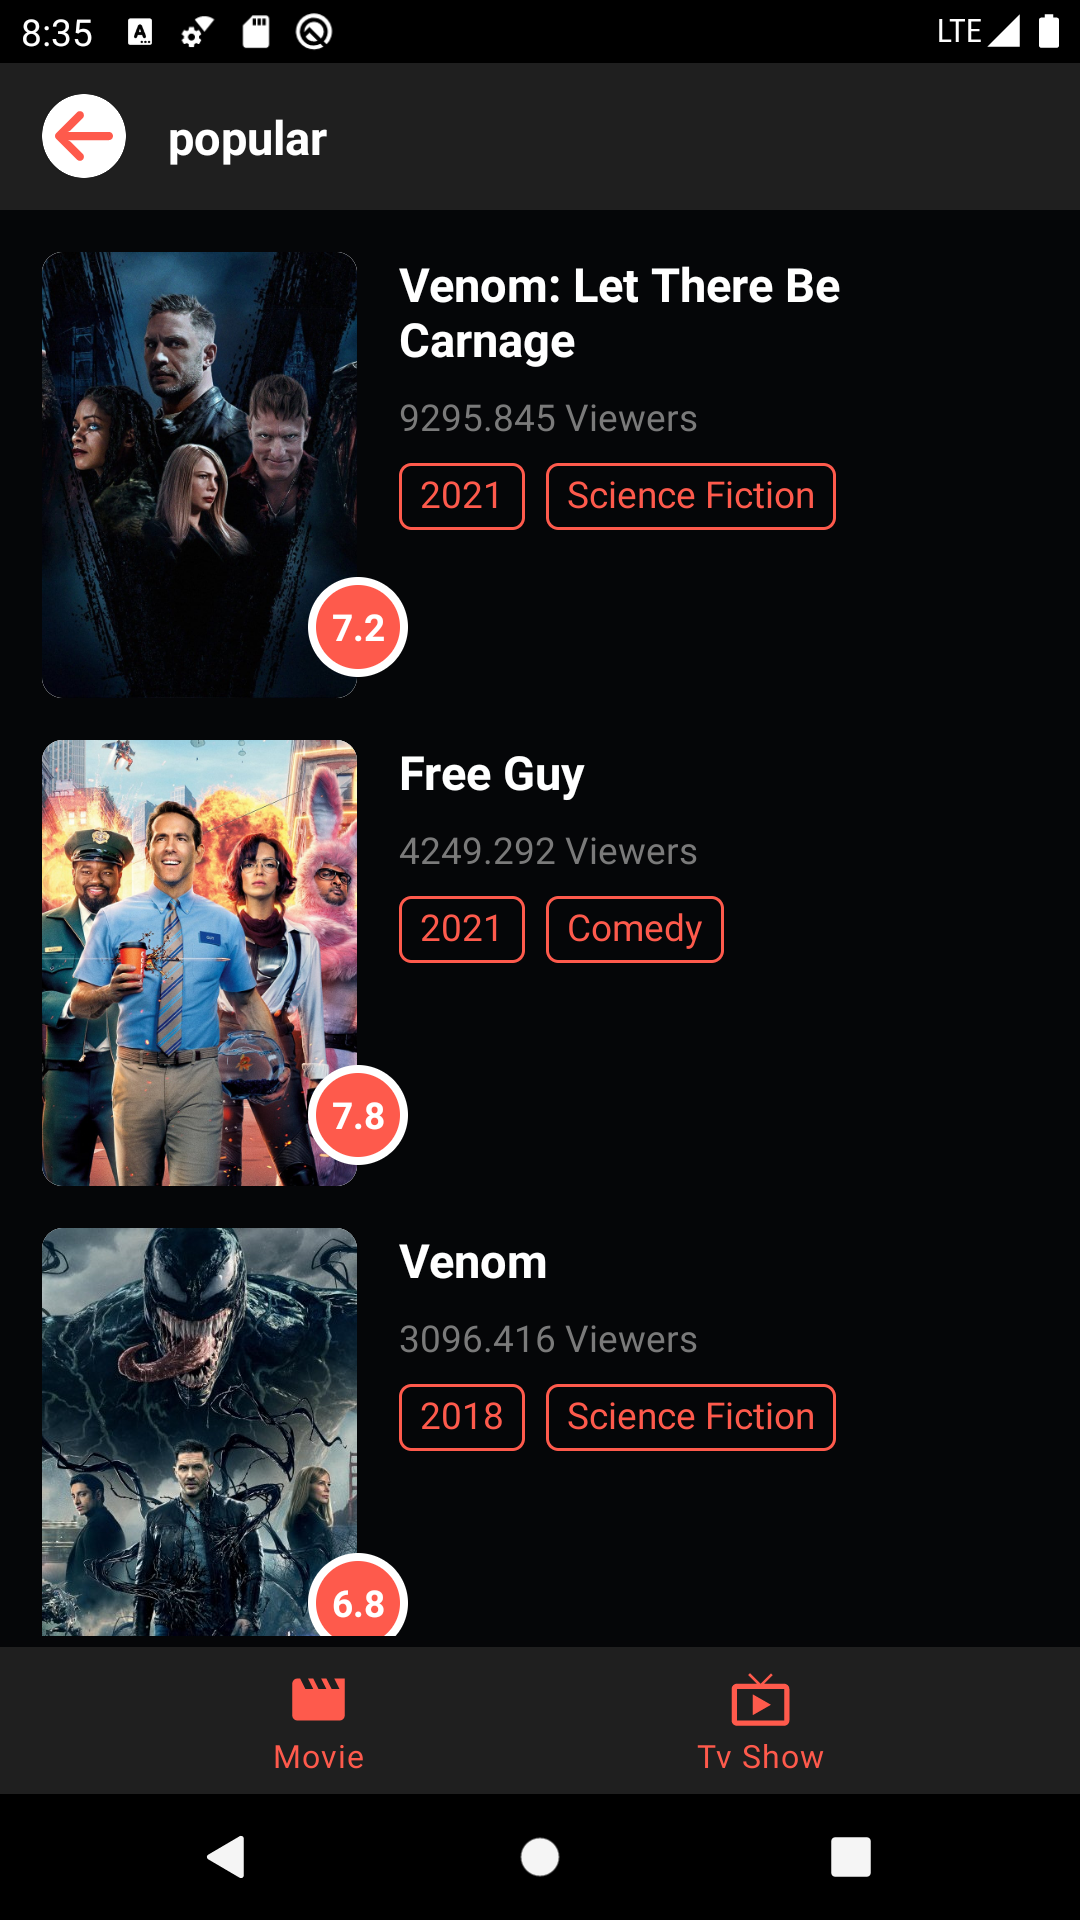 8:35
LTE
popular
Venom: Let There Be
Carnage
9295.845 Viewers
2021
Science Fiction
7.2
Free Guy
4249.292 Viewers
2021
Comedy
7.8
Venom
3096.416 Viewers
2018
Science Fiction
6.8
Movie
Tv Show